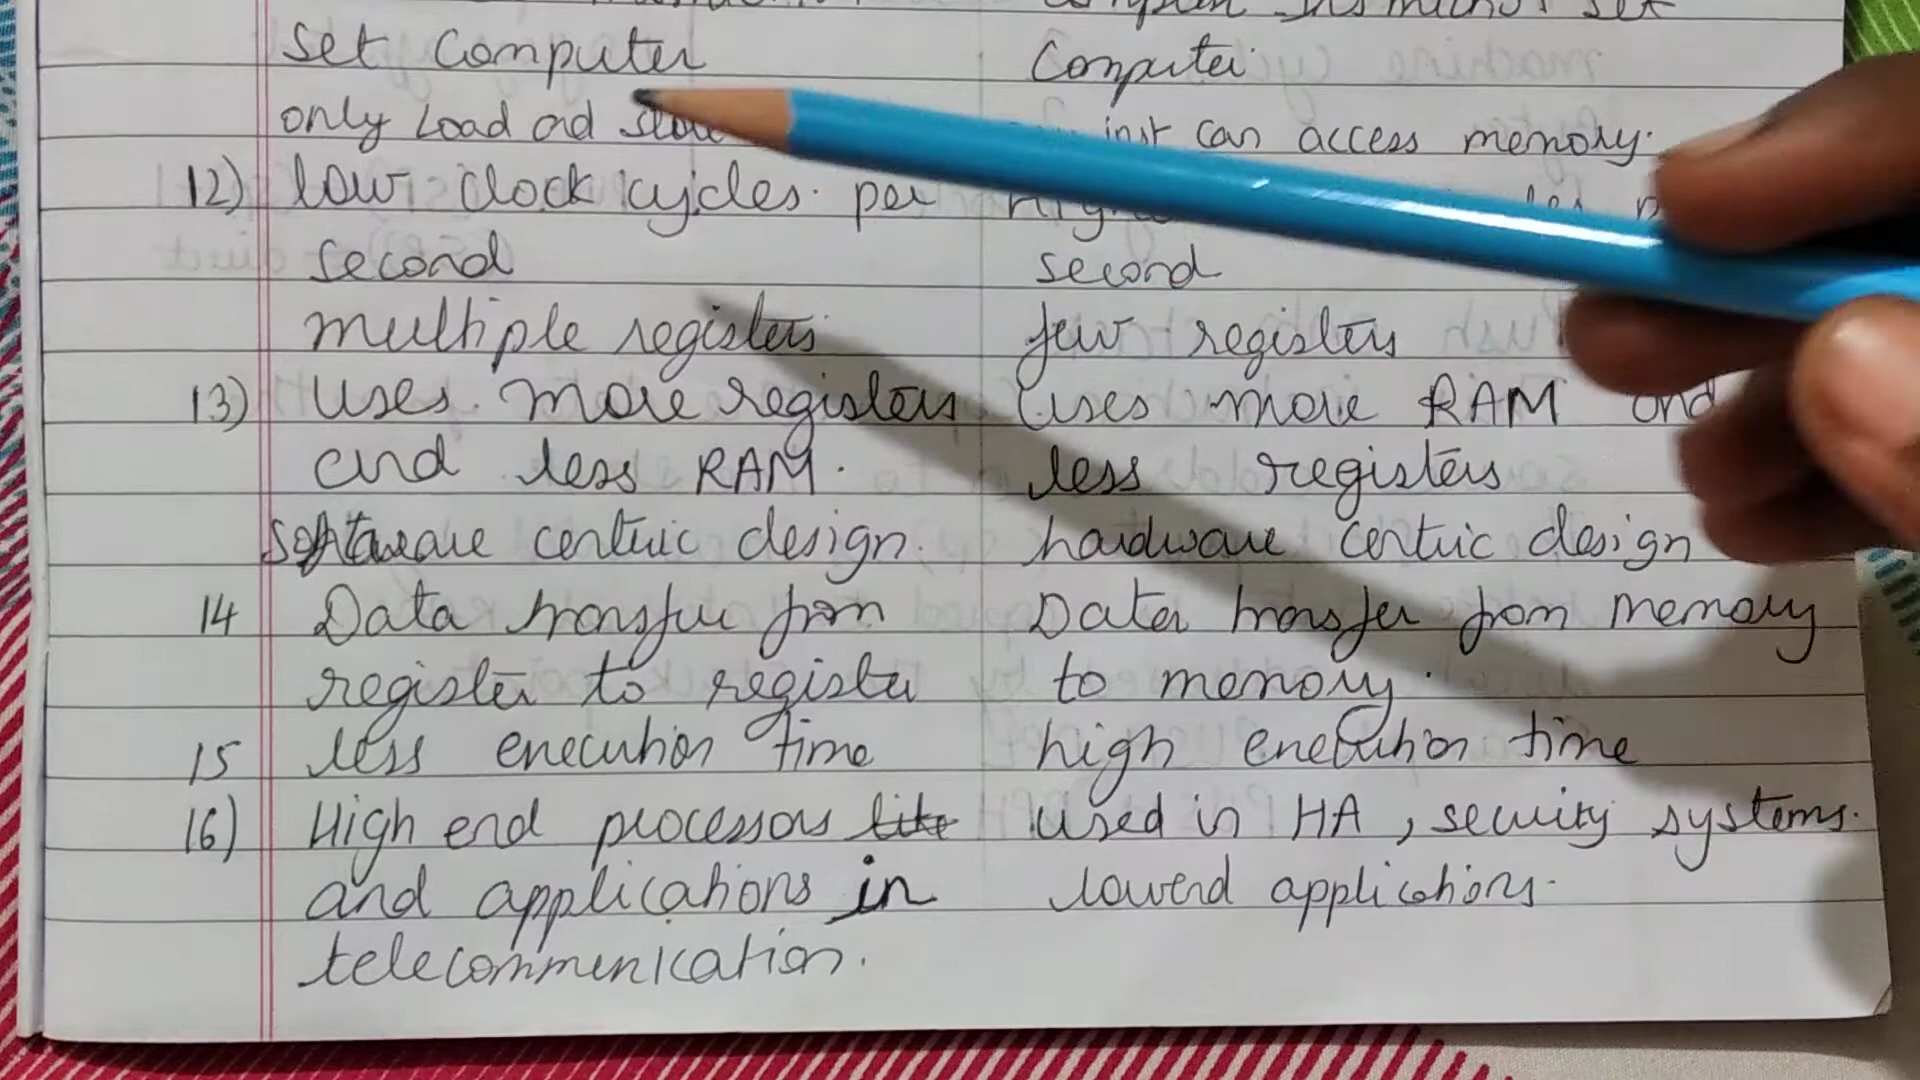 set Computer
Computer
only Load and store
inst can access memory.
12) low clock cycles per
second
second
multiple registers
few registers
13) uses more registers
uses more RAM and
and less RAM.
less registers
software centric design.
hardware centric design
14 Data transfer from
Data transfer from memory
register to register
to memory.
15 less execution time
high execution time
16) High end processors like
used in HA, security systems.
and applications in
lowend applications.
telecommunication.